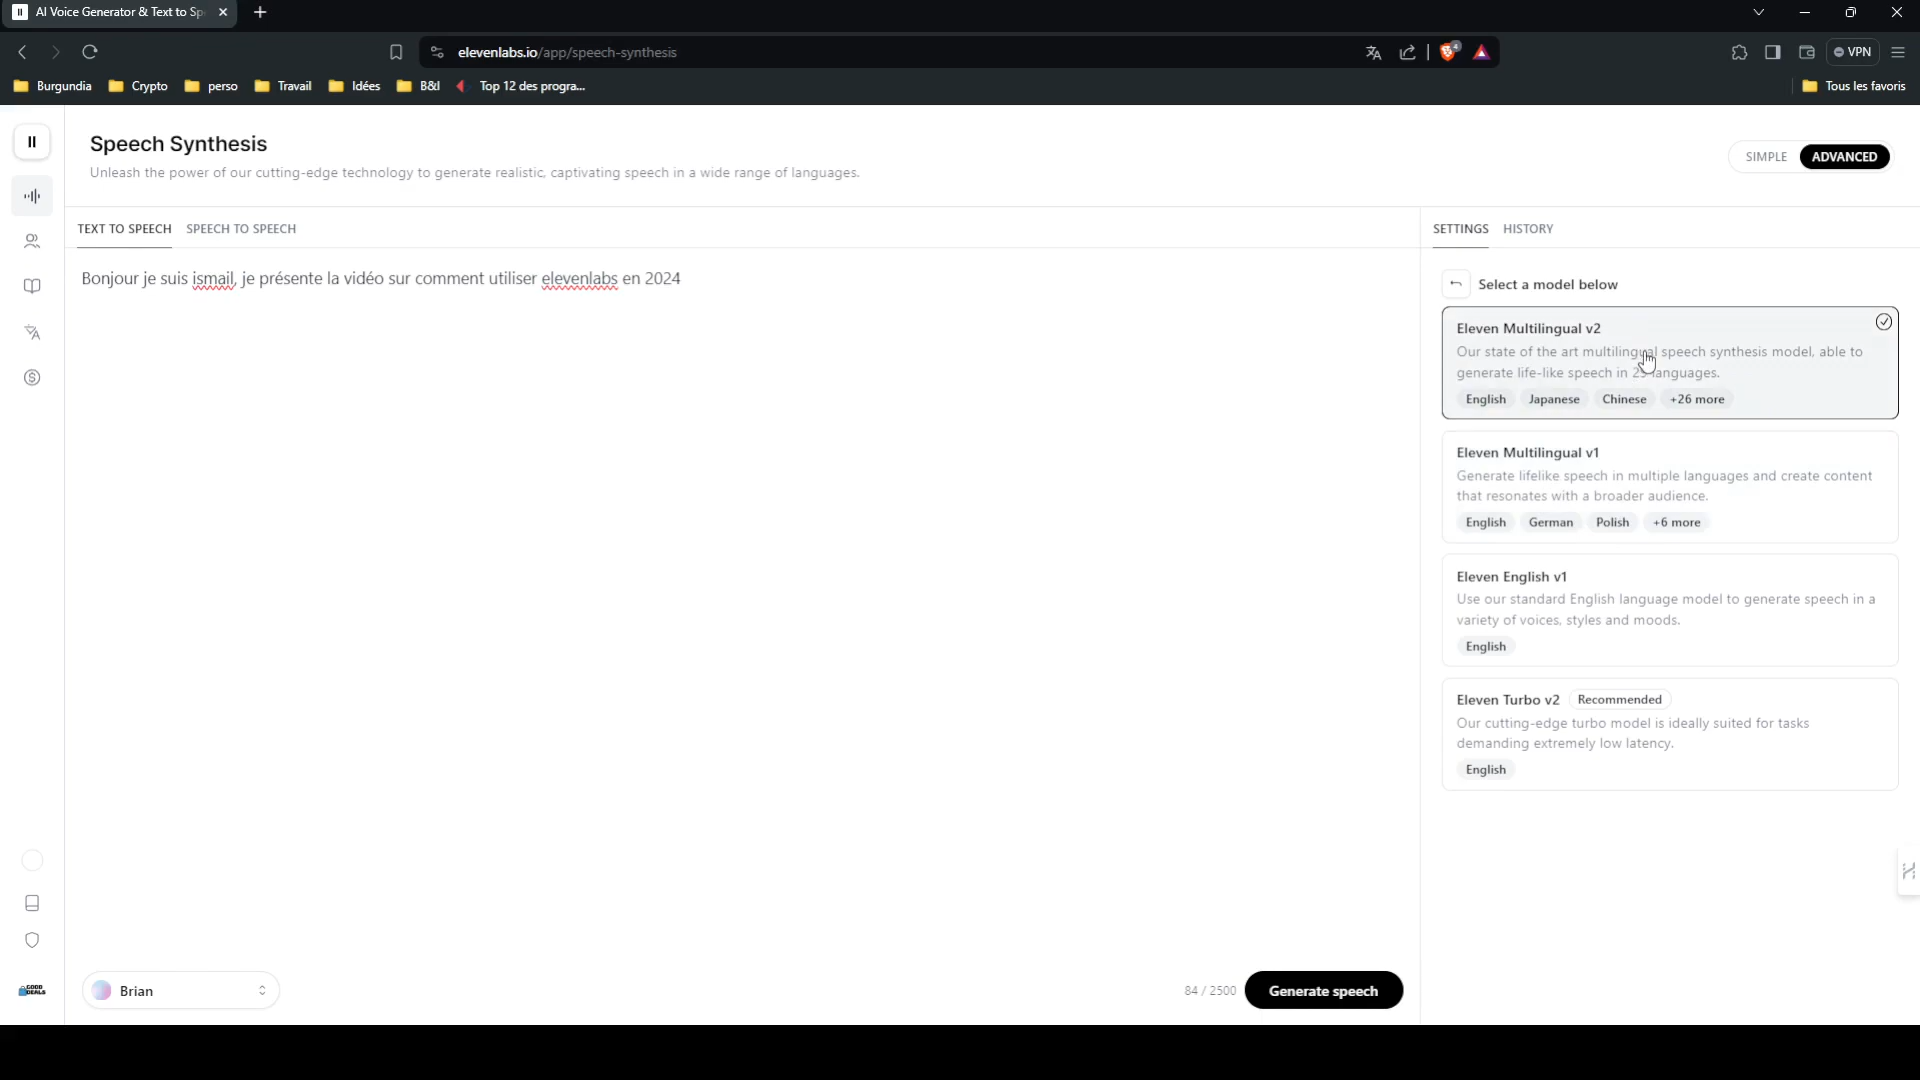 AI Voice Generator & Text to Sp
elevenlabs.io/app/speech-synthesis
4
VPN
Burgundia
Crypto
perso
Travail
Idées
B&I
Top 12 des progra...
Tous les favoris
Speech Synthesis
Unleash the power of our cutting-edge technology to generate realistic, captivating speech in a wide range of languages.
SIMPLE
ADVANCED
TEXT TO SPEECH
SPEECH TO SPEECH
SETTINGS
HISTORY
Bonjour je suis ismail, je présente la vidéo sur comment utiliser elevenlabs en 2024
Select a model below
Eleven Multilingual v2
Our state of the art multilingual speech synthesis model, able to
generate life-like speech in 29 languages.
English
Japanese
Chinese
+26 more
Eleven Multilingual v1
Generate lifelike speech in multiple languages and create content
that resonates with a broader audience.
English
German
Polish
+6 more
Eleven English v1
Use our standard English language model to generate speech in a
variety of voices, styles and moods.
English
Eleven Turbo v2
Recommended
Our cutting-edge turbo model is ideally suited for tasks
demanding extremely low latency.
English
GOOD
DEALS
Brian
84 / 2500
Generate speech